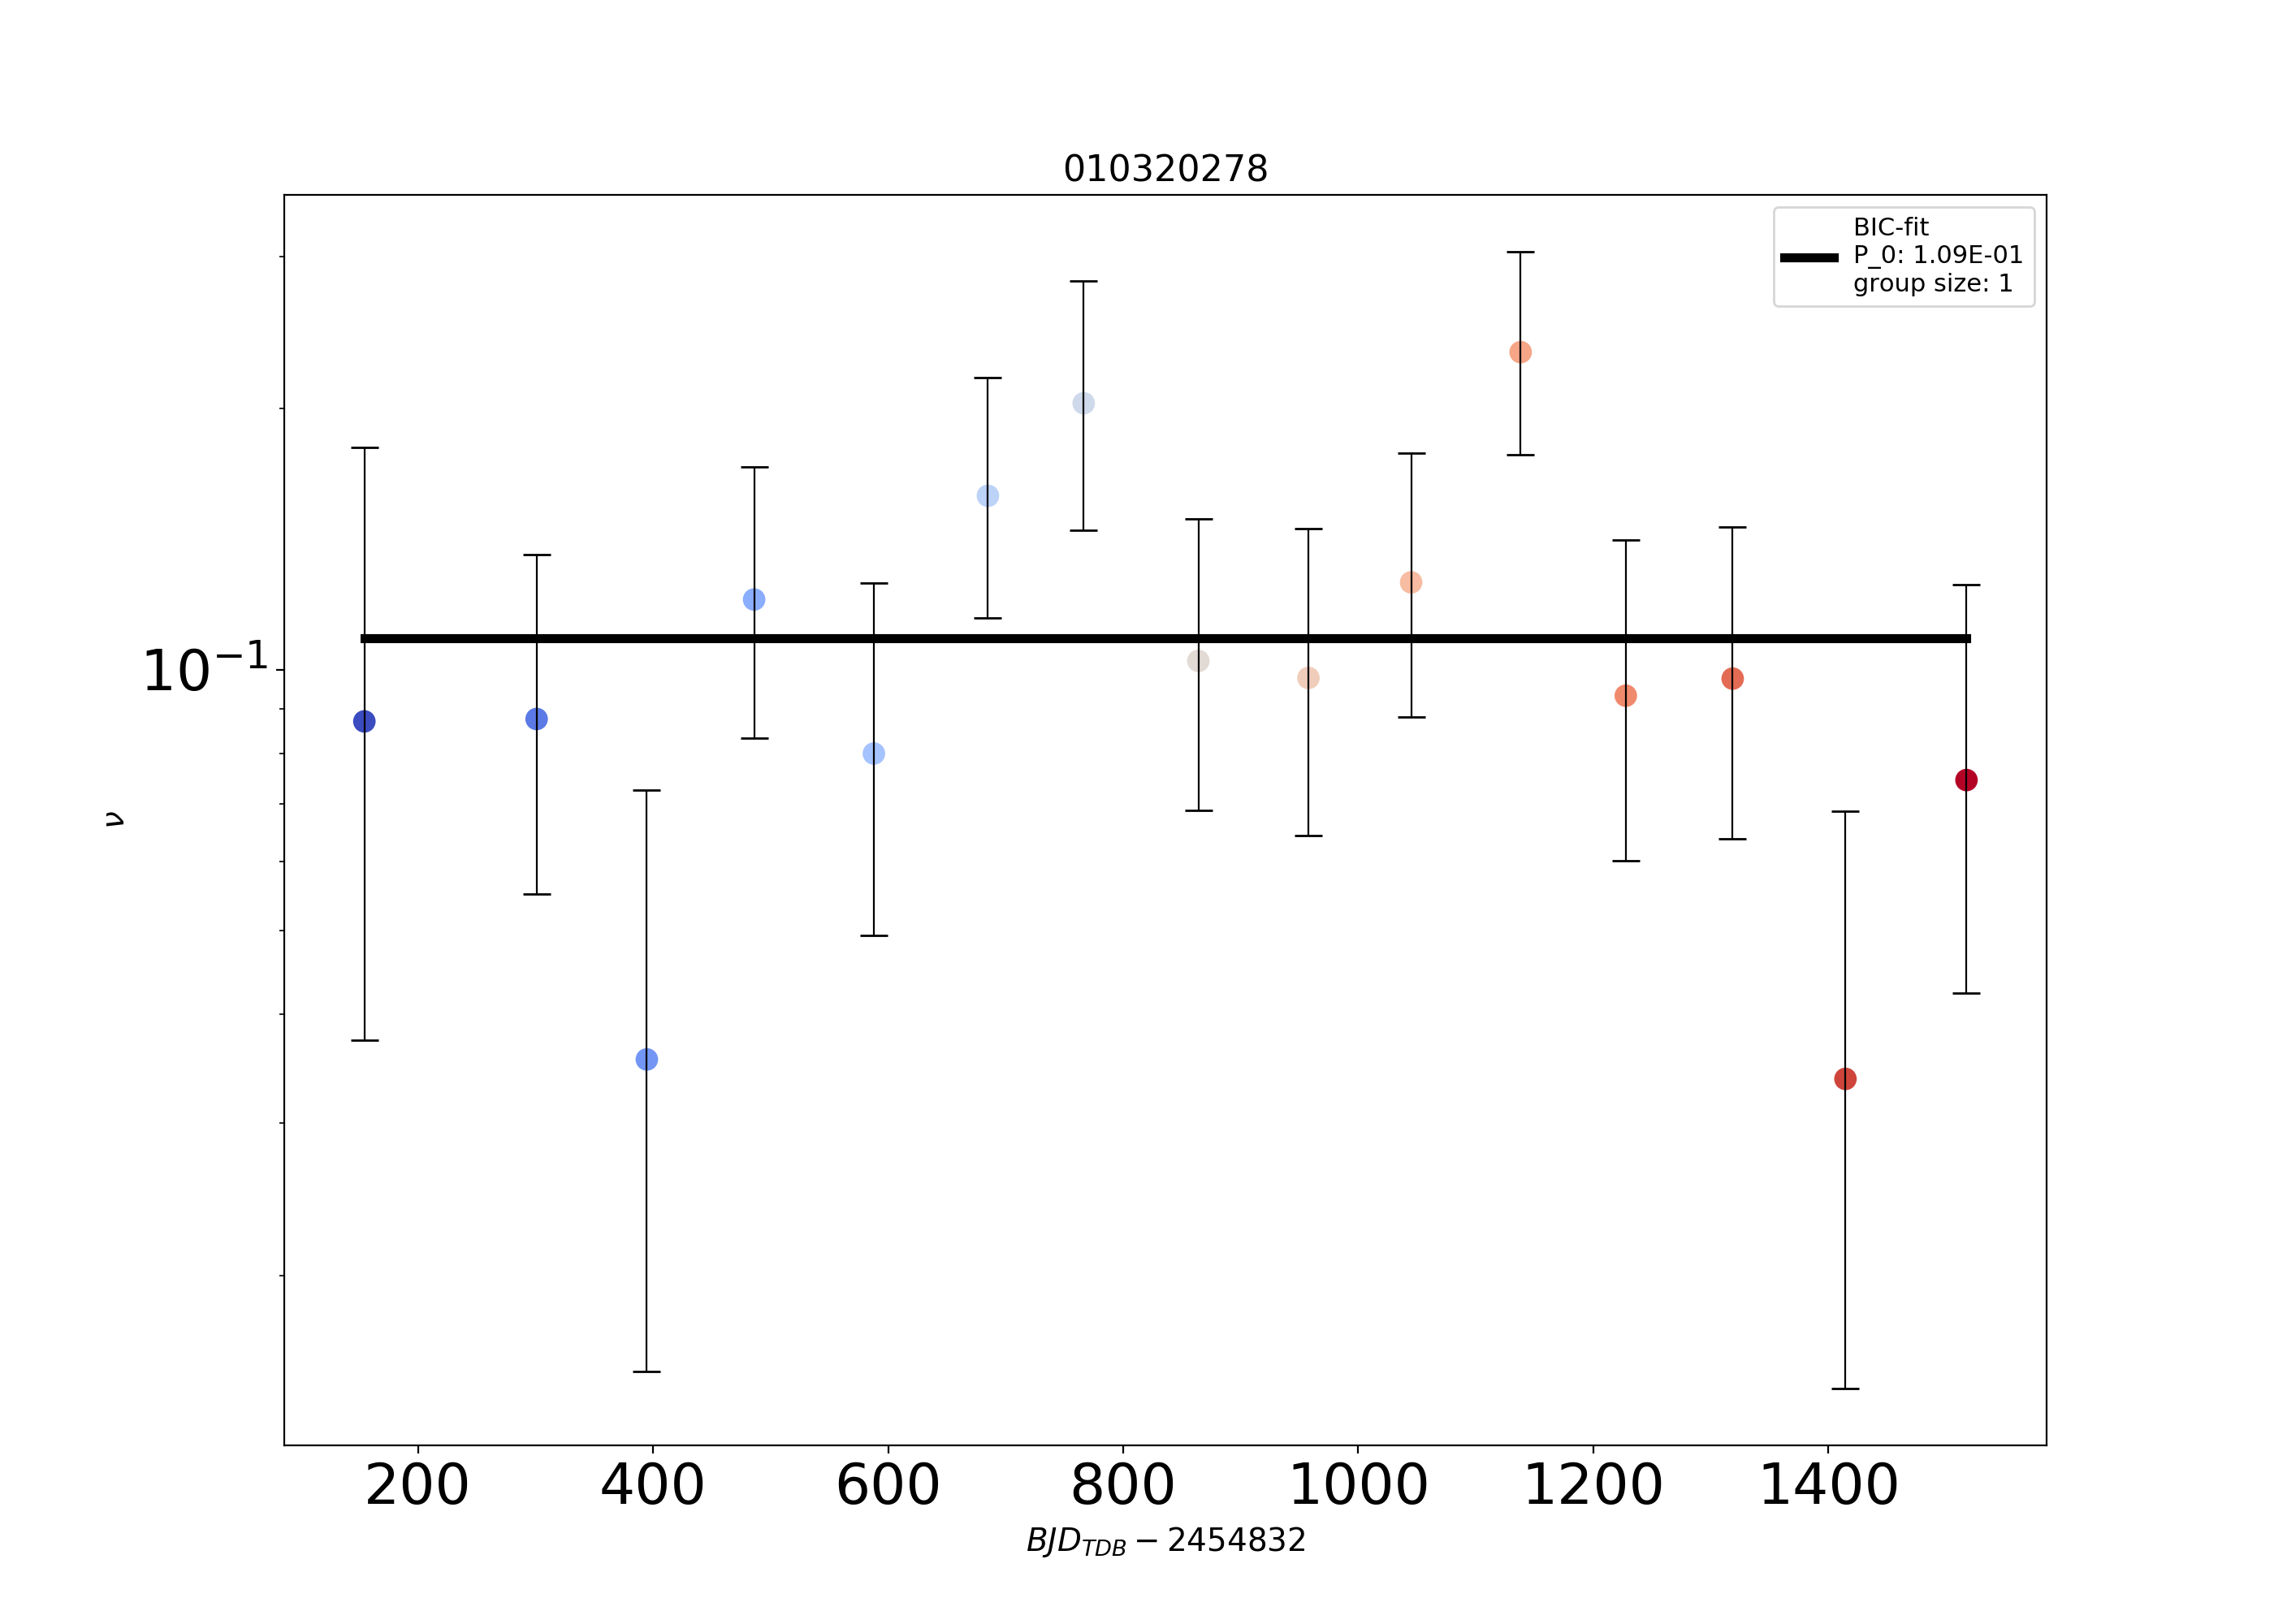 010320278
BIC-fit
P_0: 1.09E-01
group size: 1
10⁻¹
ν
200 400 600 800 1000 1200 1400
BJD_{TDB} − 2454832